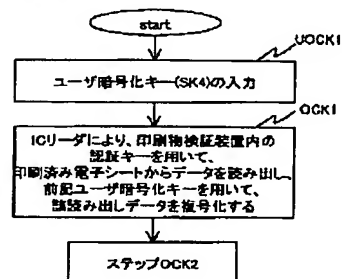 start
UOCK1
ユーザ暗号化キー(SK4)の入力
OCK1
ICリーダにより、印刷物検証装置内の
認証キーを用いて、
印刷済み電子シートからデータを読み出し、
前記ユーザ暗号化キーを用いて、
該読み出しデータを復号化する
ステップOCK2